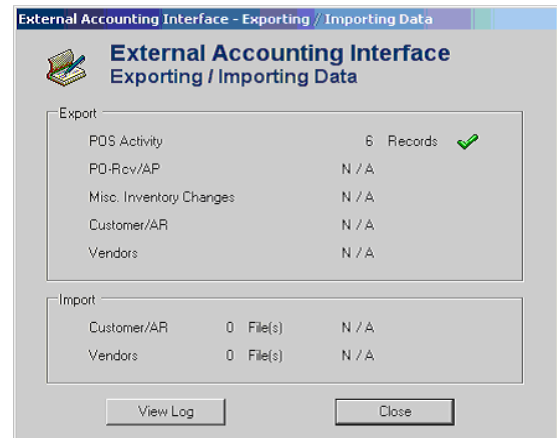 External Accounting Interface - Exporting / Importing Data
External Accounting Interface
Exporting / Importing Data
Export
POS Activity 6 Records
PO-Rcv/AP N / A
Misc. Inventory Changes N / A
Customer/AR N / A
Vendors N / A
Import
Customer/AR 0 File(s) N / A
Vendors 0 File(s) N / A
View Log Close